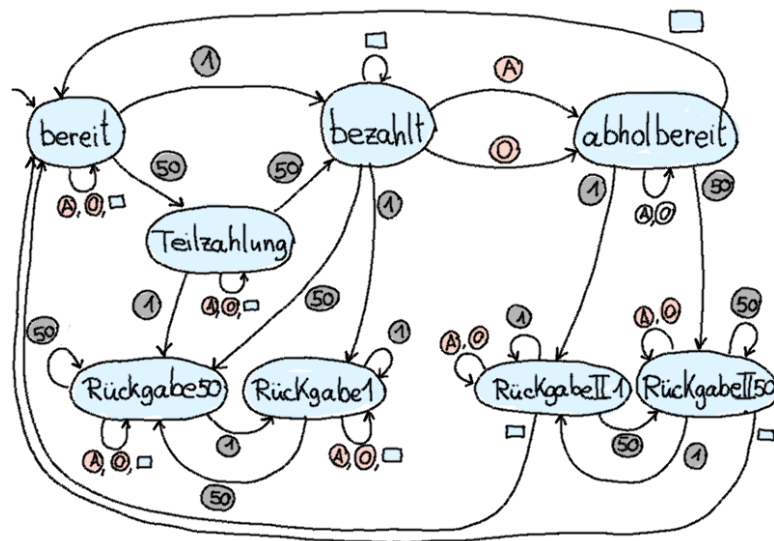 1
A
bereit
bezahlt
abholbereit
O
50
50
1
1
50
A, O,
A, O
Teilzahlung
1
50
A, O,
50
1
A, O
1
A, O
50
Rückgabe50
Rückgabe1
RückgabeII1
RückgabeII50
A, O,
1
A, O,
50
1
50